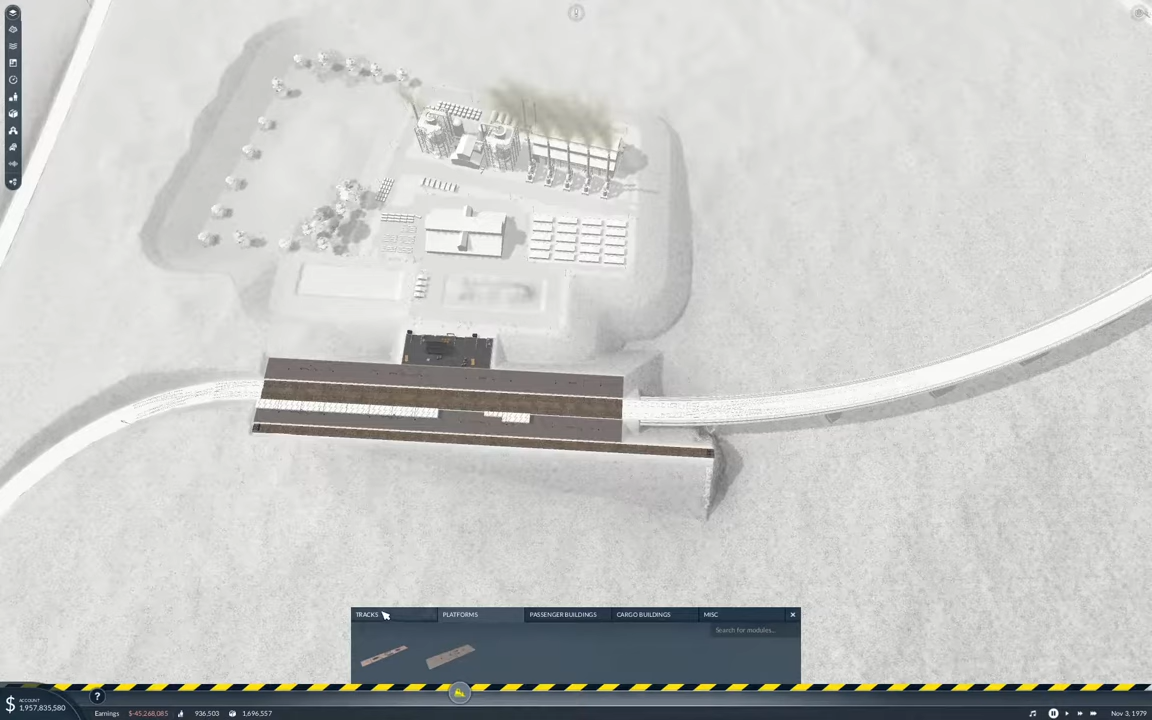 TRACKS PLATFORMS PASSENGER BUILDINGS CARGO BUILDINGS MISC
Search for modules...
$ ACCOUNT
1,957,835,580
?
Earnings $-45,268,085 936,503 1,696,557 Nov 3, 1979